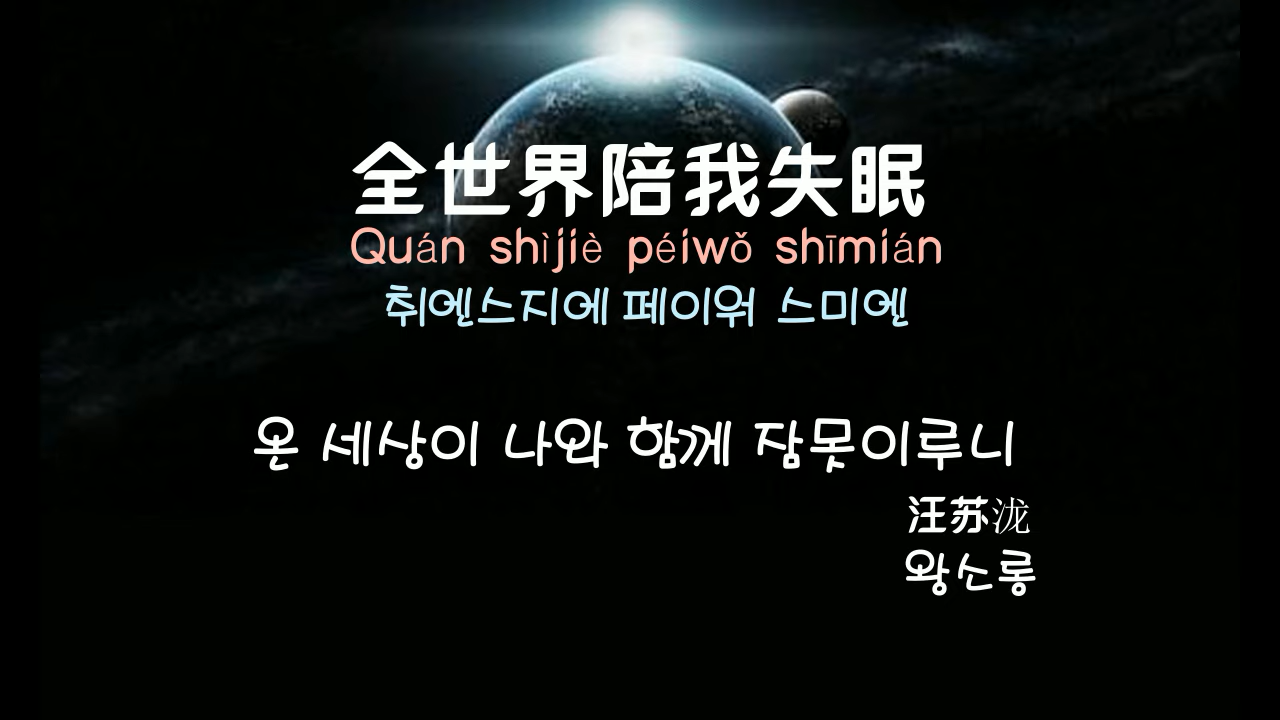 全世界陪我失眠
Quán shìjiè péiwǒ shīmián
취엔스지에 페이워 스미엔
온 세상이 나와 함께 잠못이루니
汪苏泷
왕소롱